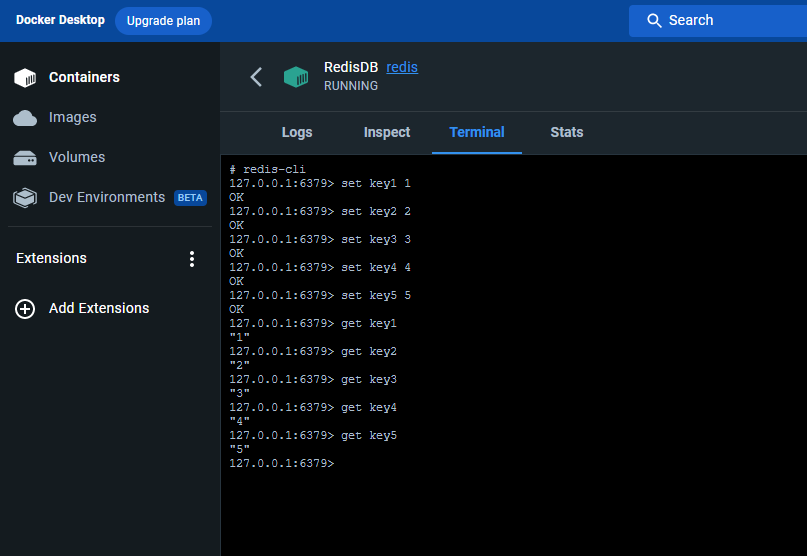 Docker Desktop
Upgrade plan
Search
Containers
Images
Volumes
Dev Environments BETA
Extensions
Add Extensions
RedisDB redis
RUNNING
Logs Inspect Terminal Stats
# redis-cli
127.0.0.1:6379> set key1 1
OK
127.0.0.1:6379> set key2 2
OK
127.0.0.1:6379> set key3 3
OK
127.0.0.1:6379> set key4 4
OK
127.0.0.1:6379> set key5 5
OK
127.0.0.1:6379> get key1
"1"
127.0.0.1:6379> get key2
"2"
127.0.0.1:6379> get key3
"3"
127.0.0.1:6379> get key4
"4"
127.0.0.1:6379> get key5
"5"
127.0.0.1:6379>